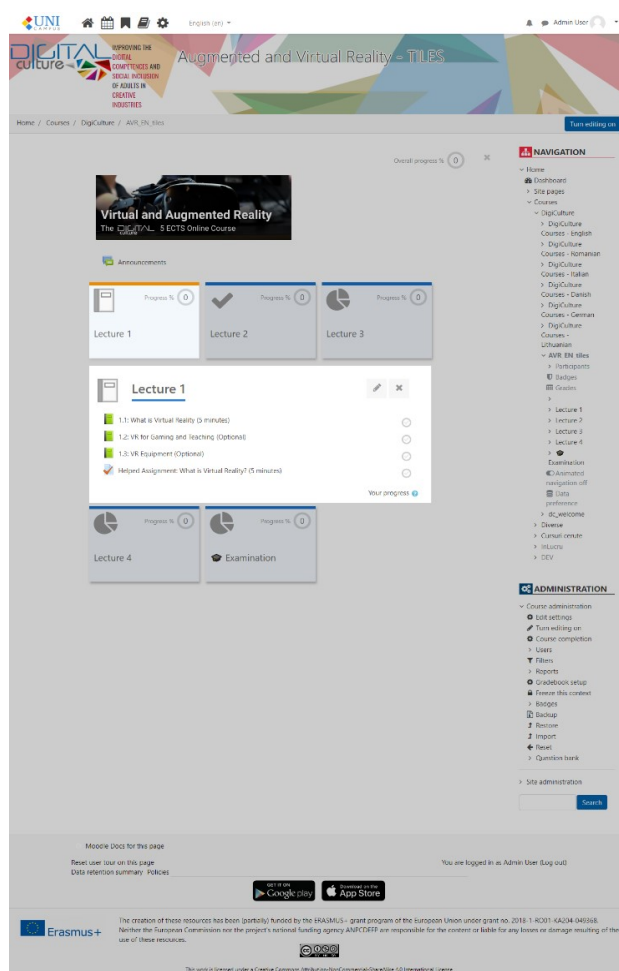 UNI
CAMPUS
English (en)
Admin User
DIGITAL
culture
IMPROVING THE
DIGITAL
COMPETENCES AND
SOCIAL INCLUSION
OF ADULTS IN
CREATIVE
INDUSTRIES
Augmented and Virtual Reality - TILES
Home / Courses / DigiCulture / AVR_EN_tiles
Turn editing on
Overall progress % 0
Virtual and Augmented Reality
The DIGITAL culture 5 ECTS Online Course
Announcements
Progress % 0
Lecture 1
Progress % 0
Lecture 2
Progress % 0
Lecture 3
Lecture 1
1.1: What is Virtual Reality (5 minutes)
1.2: VR for Gaming and Teaching (Optional)
1.3: VR Equipment (Optional)
Helped Assignment: What is Virtual Reality? (5 minutes)
Your progress
Progress % 0
Lecture 4
Progress % 0
Examination
NAVIGATION
Home
Dashboard
Site pages
Courses
DigiCulture
DigiCulture
Courses - English
DigiCulture
Courses - Romanian
DigiCulture
Courses - Italian
DigiCulture
Courses - Danish
DigiCulture
Courses - German
DigiCulture
Courses -
Lithuanian
AVR_EN_tiles
Participants
Badges
Grades
Lecture 1
Lecture 2
Lecture 3
Lecture 4
Examination
Animated
navigation off
Data
preference
dc_welcome
Diverse
Cursuri cerute
InLucru
DEV
ADMINISTRATION
Course administration
Edit settings
Turn editing on
Course completion
Users
Filters
Reports
Gradebook setup
Freeze this context
Badges
Backup
Restore
Import
Reset
Question bank
Site administration
Search
Moodle Docs for this page
Reset user tour on this page
Data retention summary Policies
You are logged in as Admin User (Log out)
GET IT ON
Google play
Download on the
App Store
Erasmus+
The creation of these resources has been (partially) funded by the ERASMUS+ grant program of the European Union under grant no. 2018-1-RO01-KA204-049368.
Neither the European Commission nor the project's national funding agency ANPCDEFP are responsible for the content or liable for any losses or damage resulting of the
use of these resources.
This work is licensed under a Creative Commons Attribution-NonCommercial-ShareAlike 4.0 International License